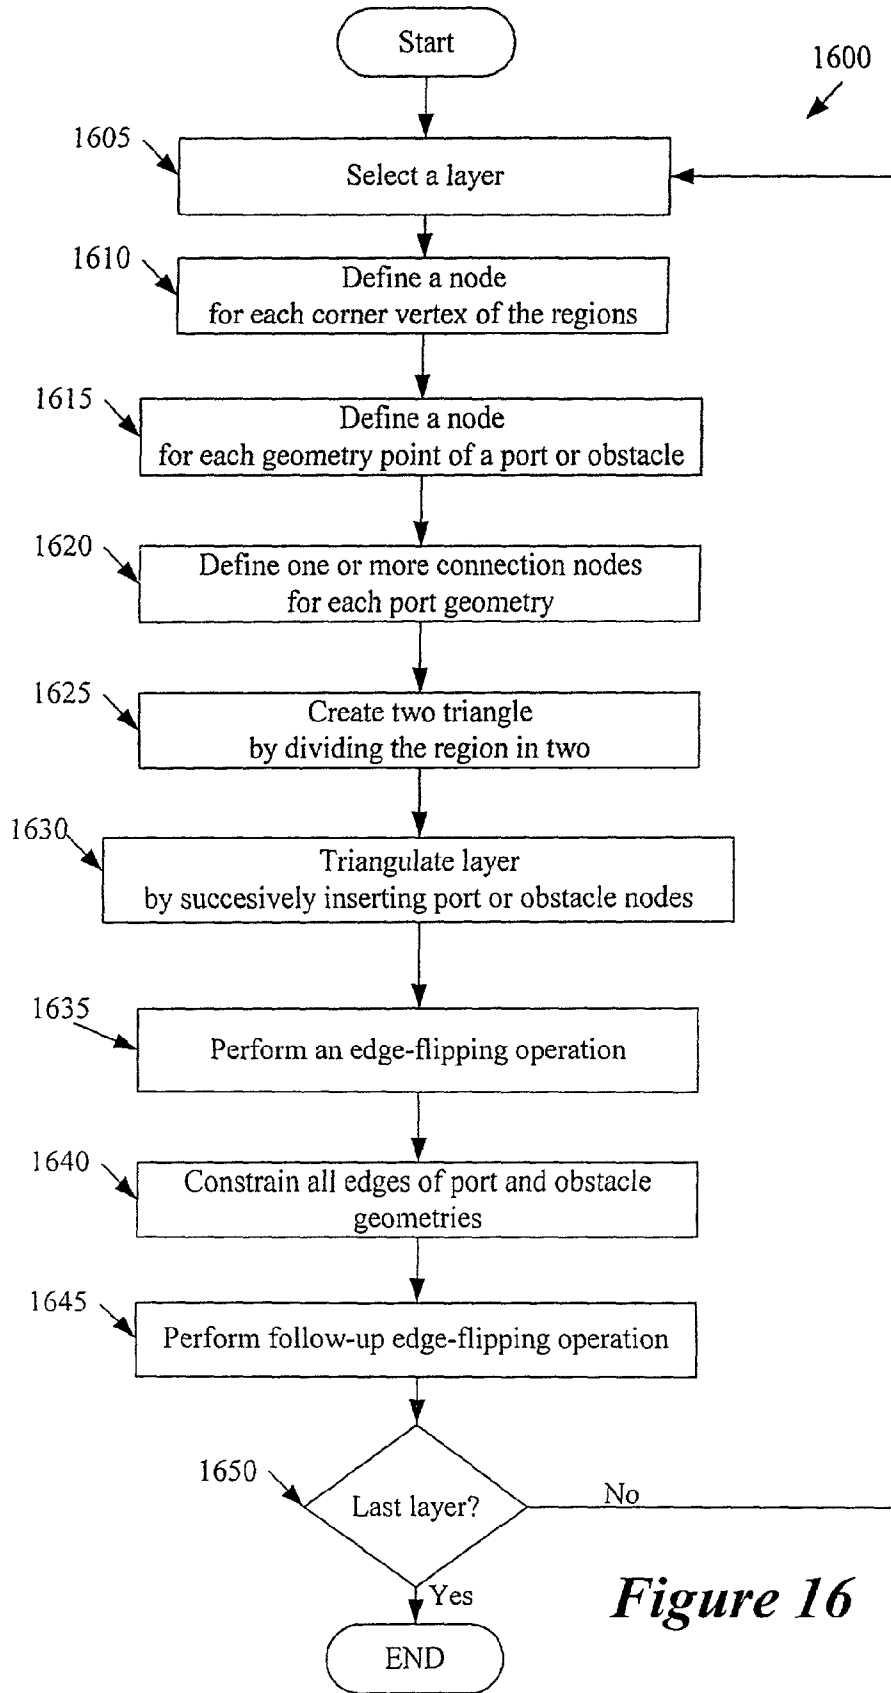 Start
1600
1605
Select a layer
1610
Define a node
for each corner vertex of the regions
1615
Define a node
for each geometry point of a port or obstacle
1620
Define one or more connection nodes
for each port geometry
1625
Create two triangle
by dividing the region in two
1630
Triangulate layer
by succesively inserting port or obstacle nodes
1635
Perform an edge-flipping operation
1640
Constrain all edges of port and obstacle
geometries
1645
Perform follow-up edge-flipping operation
1650
Last layer?
No
Yes
END
Figure 16